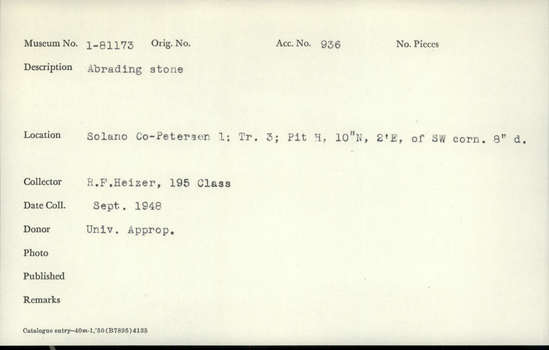 Museum No. 1-81173 Orig. No. Acc. No. 936 No. Pieces
Description Abrading stone
Location Solano Co-Petersen 1; Tr. 3; Pit H, 10"N, 2'E, of SW corn. 8" d.
Collector R.F.Heizer, 195 Class
Date Coll. Sept. 1948
Donor Univ. Approp.
Photo
Published
Remarks
Catalogue entry—40m-1,'50(B7895)4135